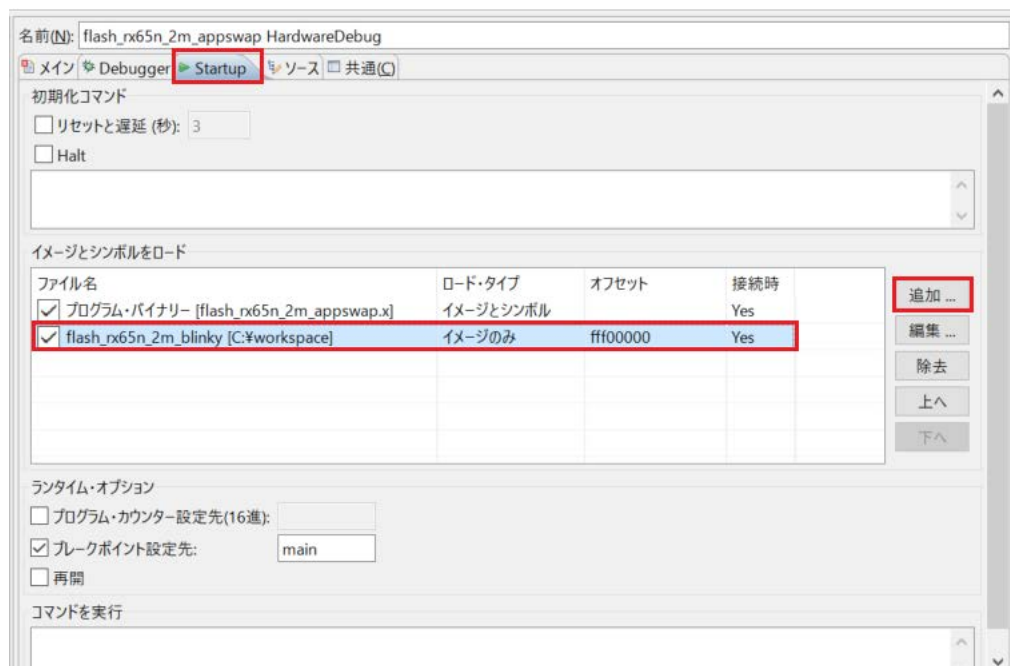 名前(N): flash_rx65n_2m_appswap HardwareDebug
メイン Debugger Startup ソース 共通(C)
初期化コマンド
リセットと遅延 (秒): 3
Halt
イメージとシンボルをロード
ファイル名 ロード・タイプ オフセット 接続時
プログラム・バイナリー [flash_rx65n_2m_appswap.x] イメージとシンボル Yes
flash_rx65n_2m_blinky [C:¥workspace] イメージのみ fff00000 Yes
追加 ...
編集 ...
除去
上へ
下へ
ランタイム・オプション
プログラム・カウンター設定先(16進):
ブレークポイント設定先: main
再開
コマンドを実行